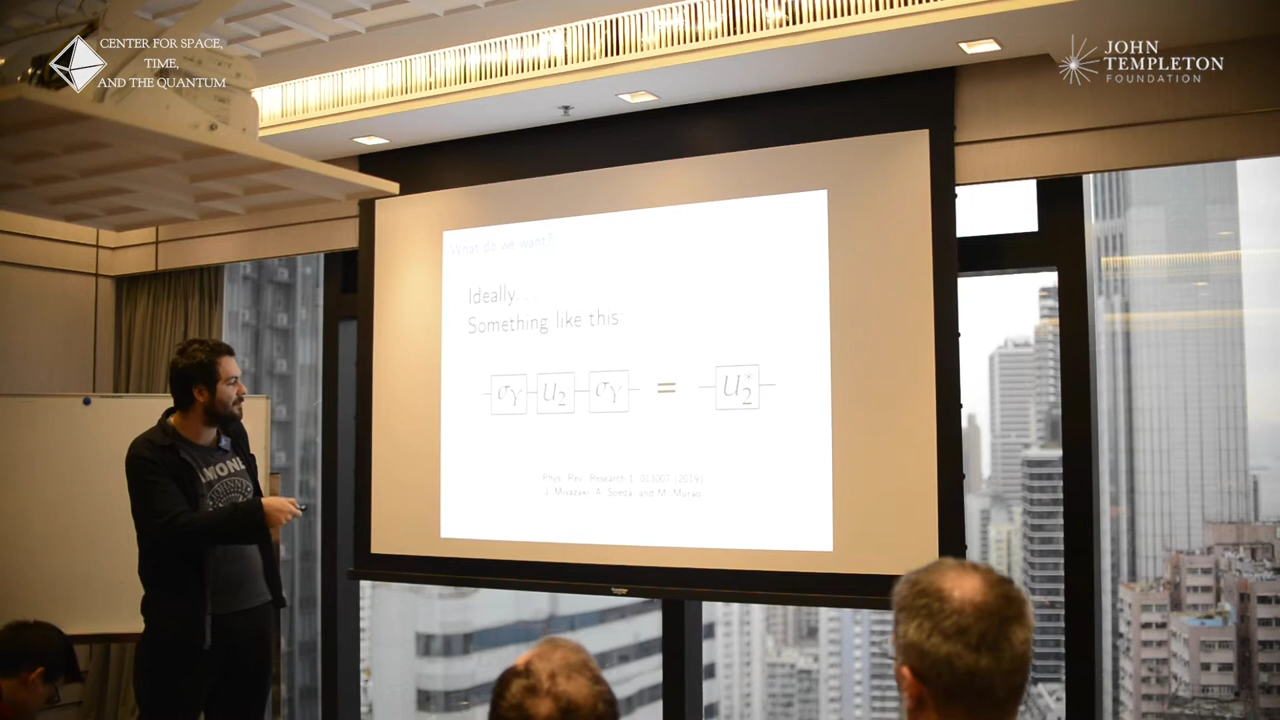 CENTER FOR SPACE,
TIME,
AND THE QUANTUM
JOHN
TEMPLETON
FOUNDATION
What do we want?
Ideally...
Something like this
σY U2 σY = U2*
Phys. Rev. Research 1, 013007 (2019)
J. Miyazaki, A. Soeda, and M. Murao